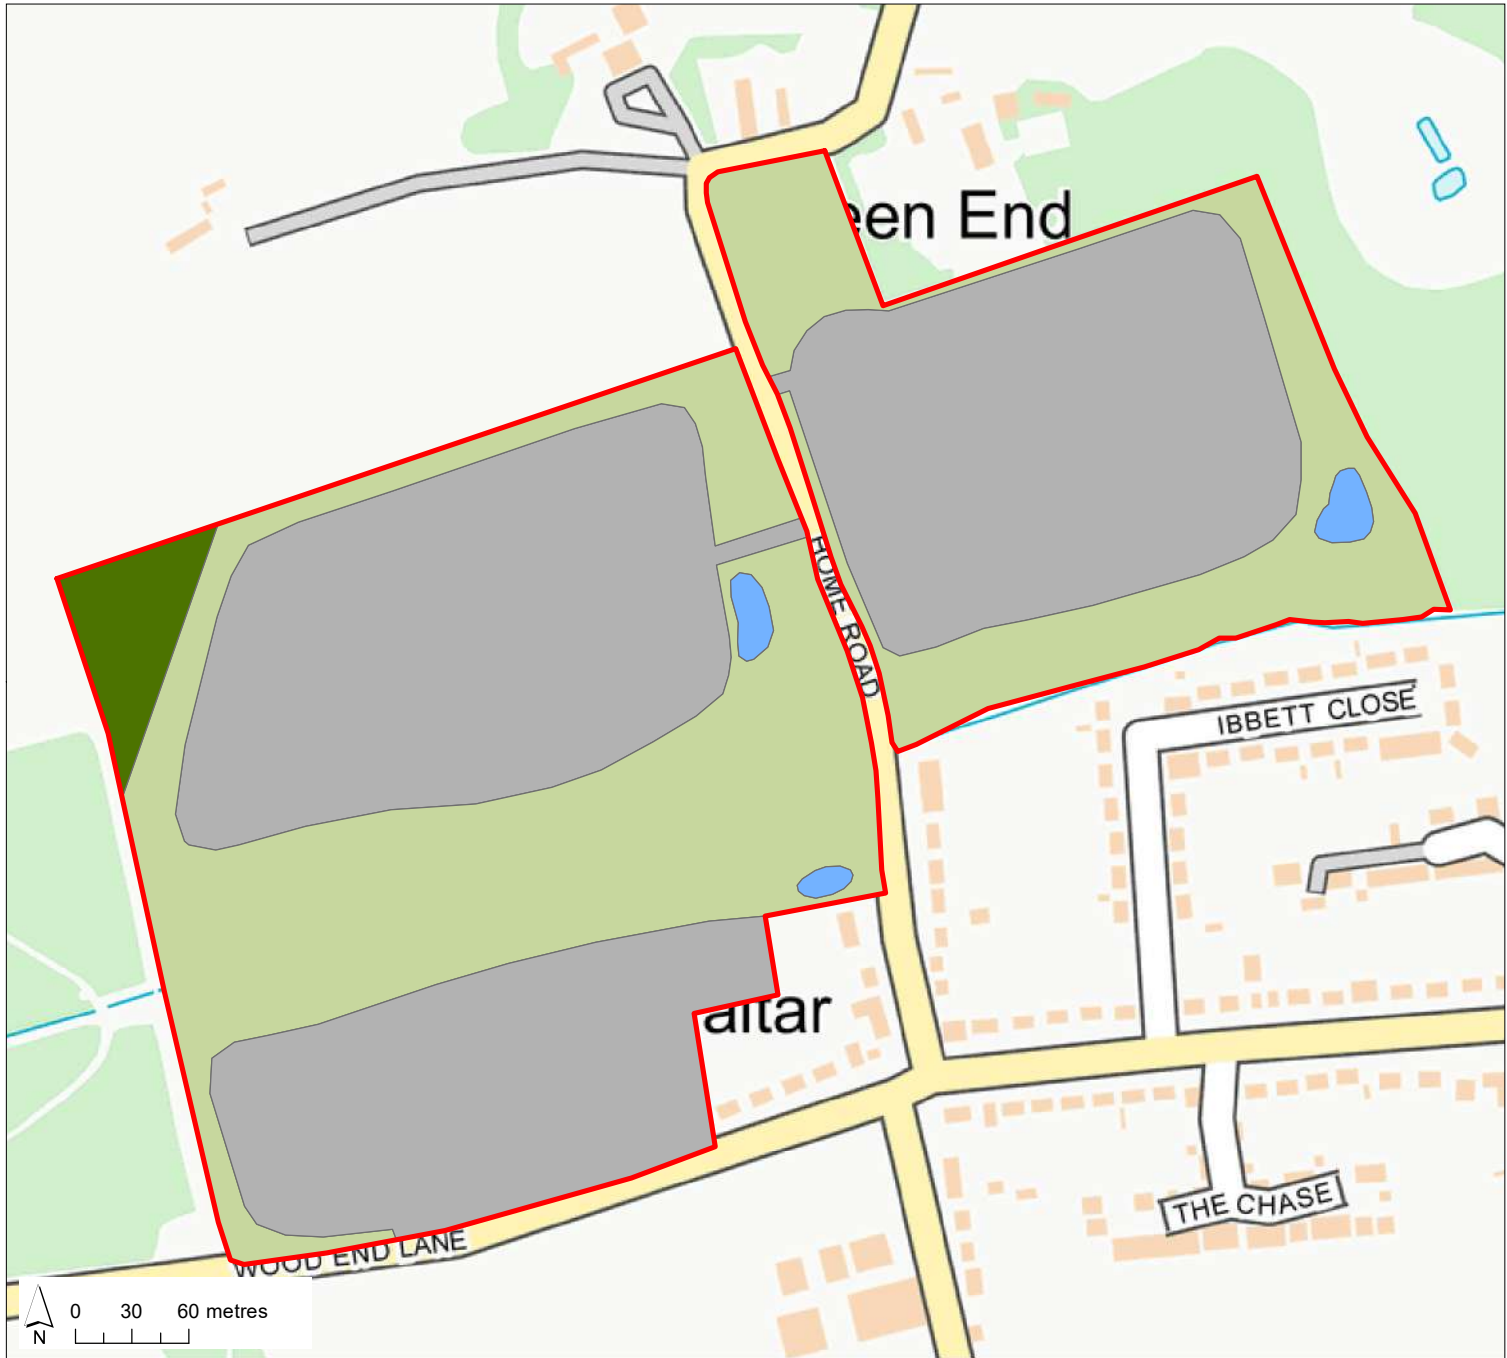 een End
HOME ROAD
IBBETT CLOSE
altar
THE CHASE
WOOD END LANE
0 30 60 metres
N